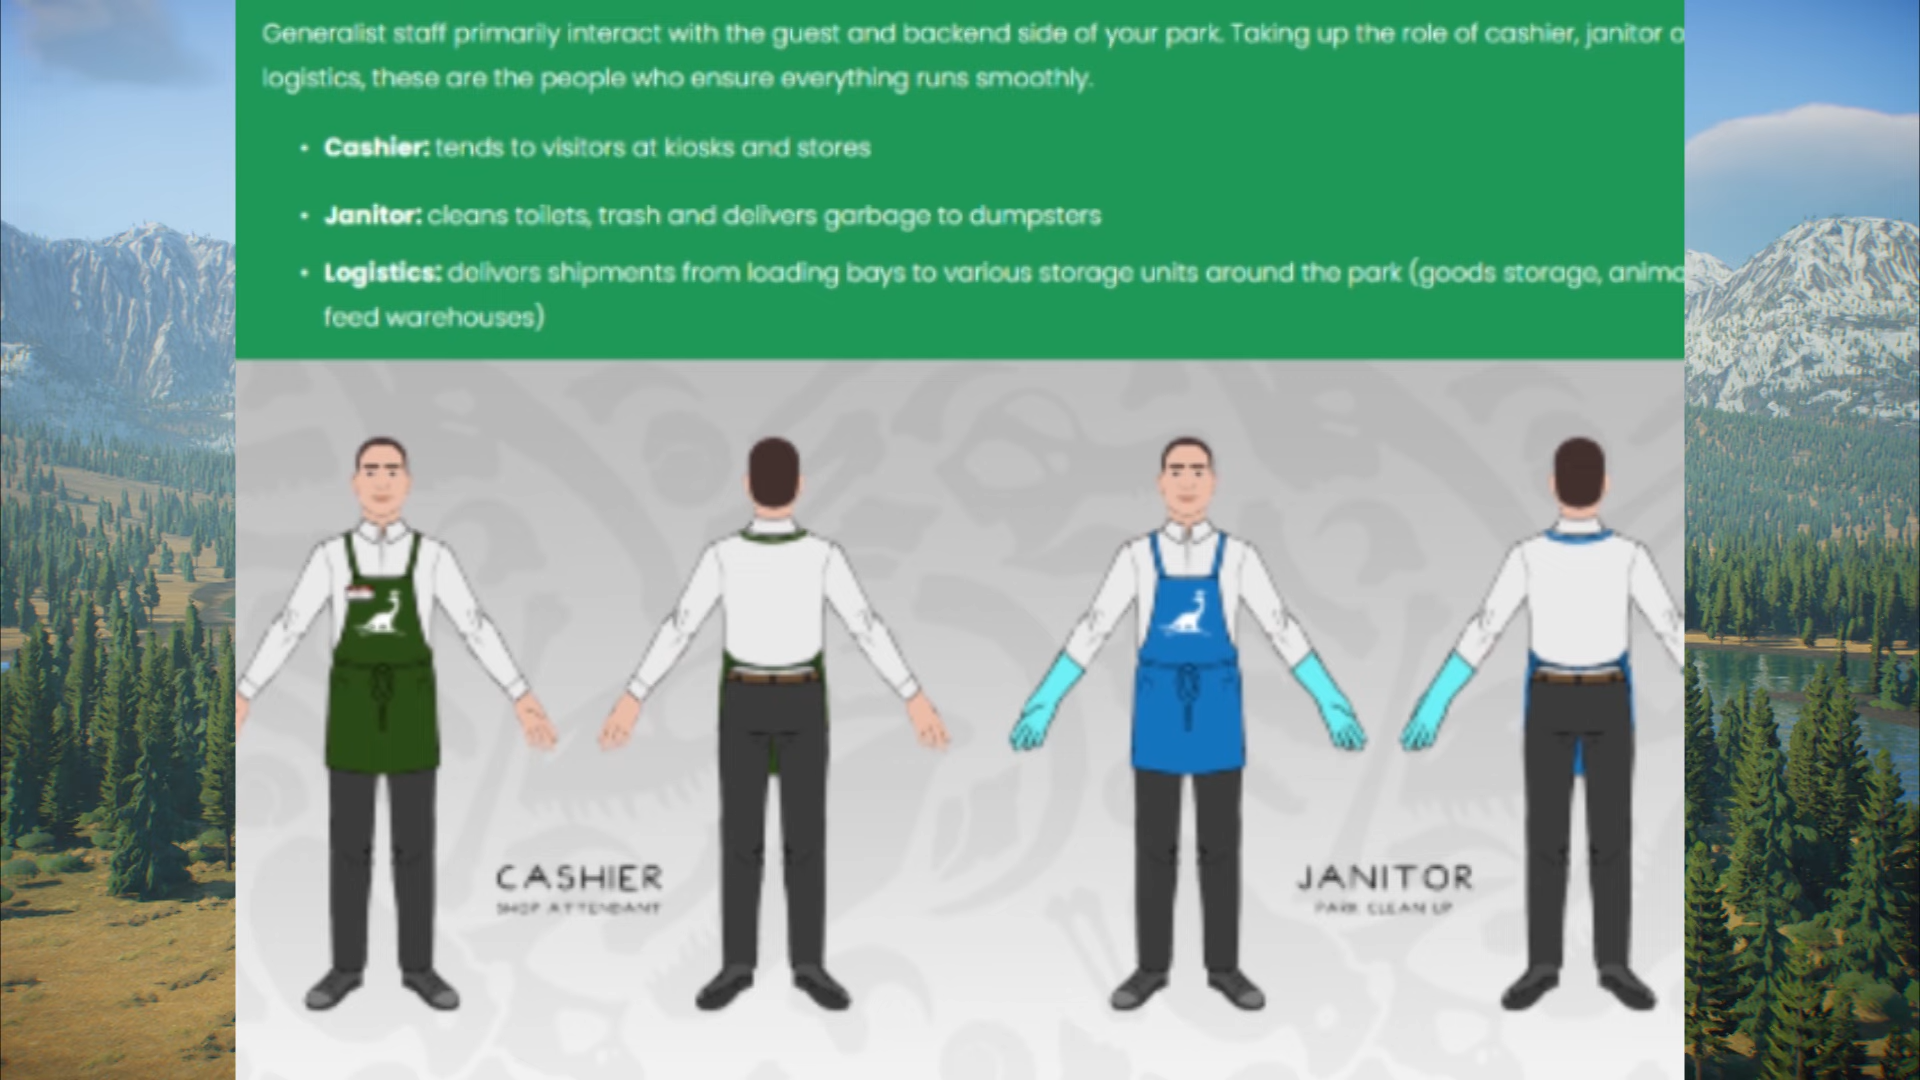 Generalist staff primarily interact with the guest and backend side of your park. Taking up the role of cashier, janitor o
logistics, these are the people who ensure everything runs smoothly.
• Cashier: tends to visitors at kiosks and stores
• Janitor: cleans toilets, trash and delivers garbage to dumpsters
• Logistics: delivers shipments from loading bays to various storage units around the park (goods storage, anima
feed warehouses)
CASHIER
SHOP ATTENDANT
JANITOR
PARK CLEAN UP